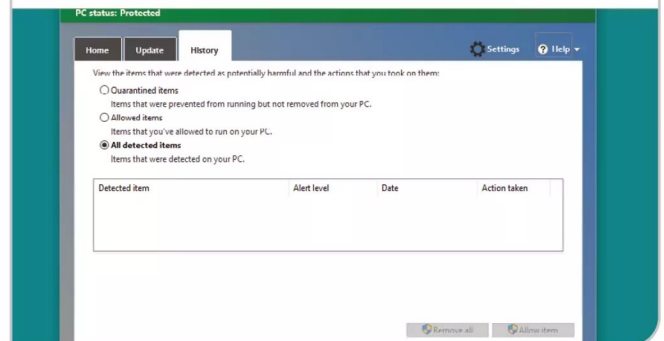 PC status: Protected
Home Update History Settings Help
View the items that were detected as potentially harmful and the actions that you took on them:
Quarantined items
Items that were prevented from running but not removed from your PC.
Allowed items
Items that you've allowed to run on your PC.
All detected items
Items that were detected on your PC.
Detected item Alert level Date Action taken
Remove all Allow item